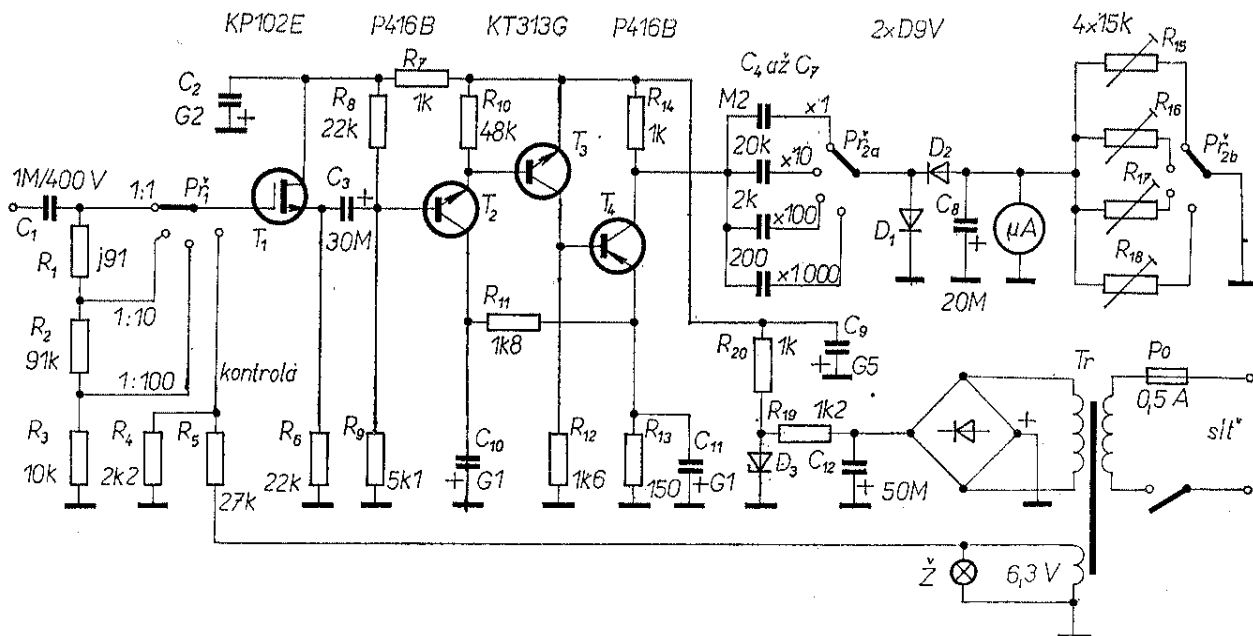 KP102E P416B KT313G P416B 2xD9V 4x15k
C₂
G2
R₇
1k
R₈
22k
R₁₀
48k
T₃
R₁₄
1k
C₄ až C₇
M2
x1
20k
x10
2k
x100
200
x1000
Př₂ₐ
D₂
D₁
C₈
20M
μA
R₁₅
R₁₆
R₁₇
R₁₈
Př₂b
1M/400 V
C₁
1:1
Př₁
T₁
C₃
30M
T₂
T₄
R₁
j91
1:10
R₂
91k
1:100
kontrola
R₁₁
1k8
R₃
10k
R₄
2k2
R₅
27k
R₆
22k
R₉
5k1
C₁₀
G1
R₁₂
1k6
R₁₃
150
C₁₁
G1
R₂₀
1k
C₉
G5
R₁₉
1k2
D₃
C₁₂
50M
Tr
Po
0,5 A
síť
Ž
6,3 V